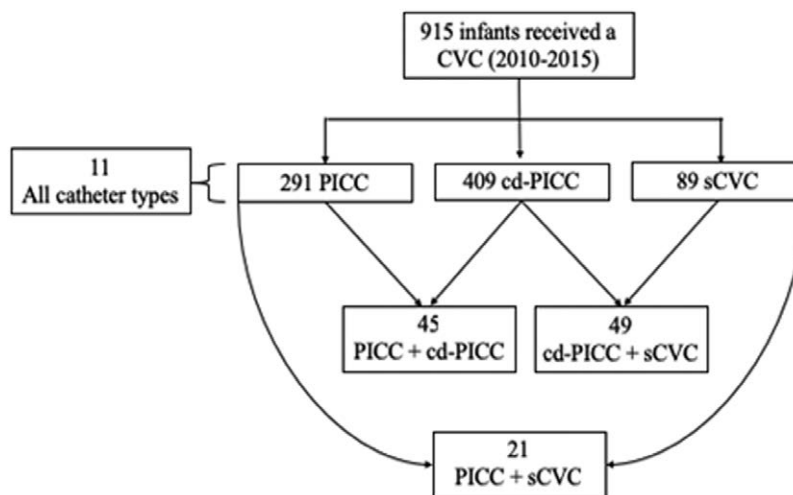 915 infants received a
CVC (2010-2015)
11
All catheter types
291 PICC
409 cd-PICC
89 sCVC
45
PICC + cd-PICC
49
cd-PICC + sCVC
21
PICC + sCVC